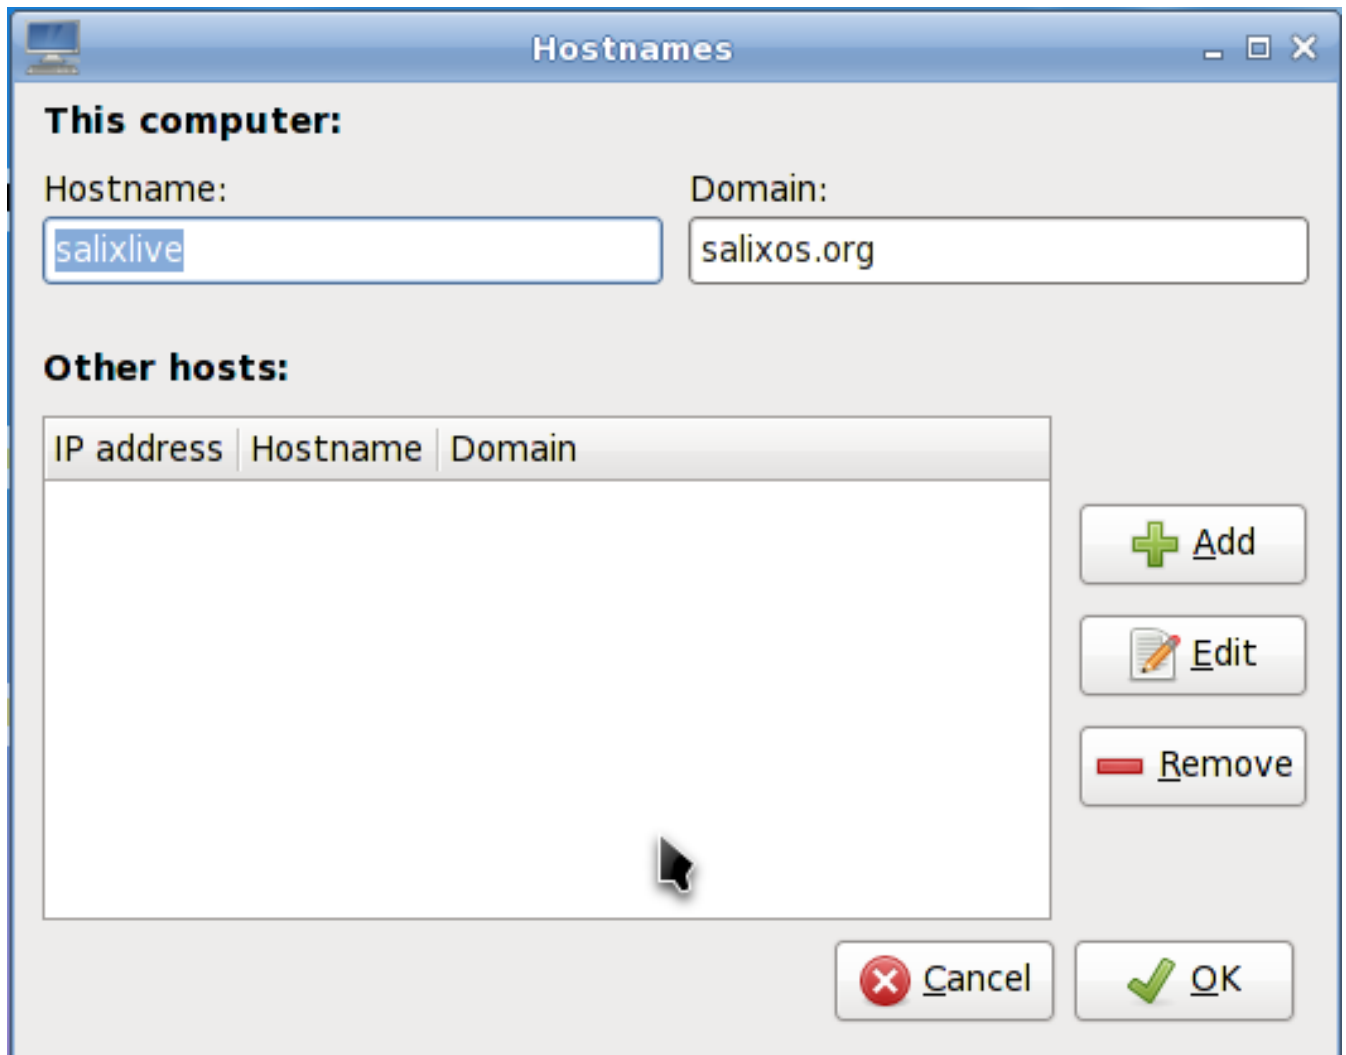 Hostnames
This computer:
Hostname: Domain:
salixlive salixos.org
Other hosts:
IP address Hostname Domain
Add
Edit
Remove
Cancel OK